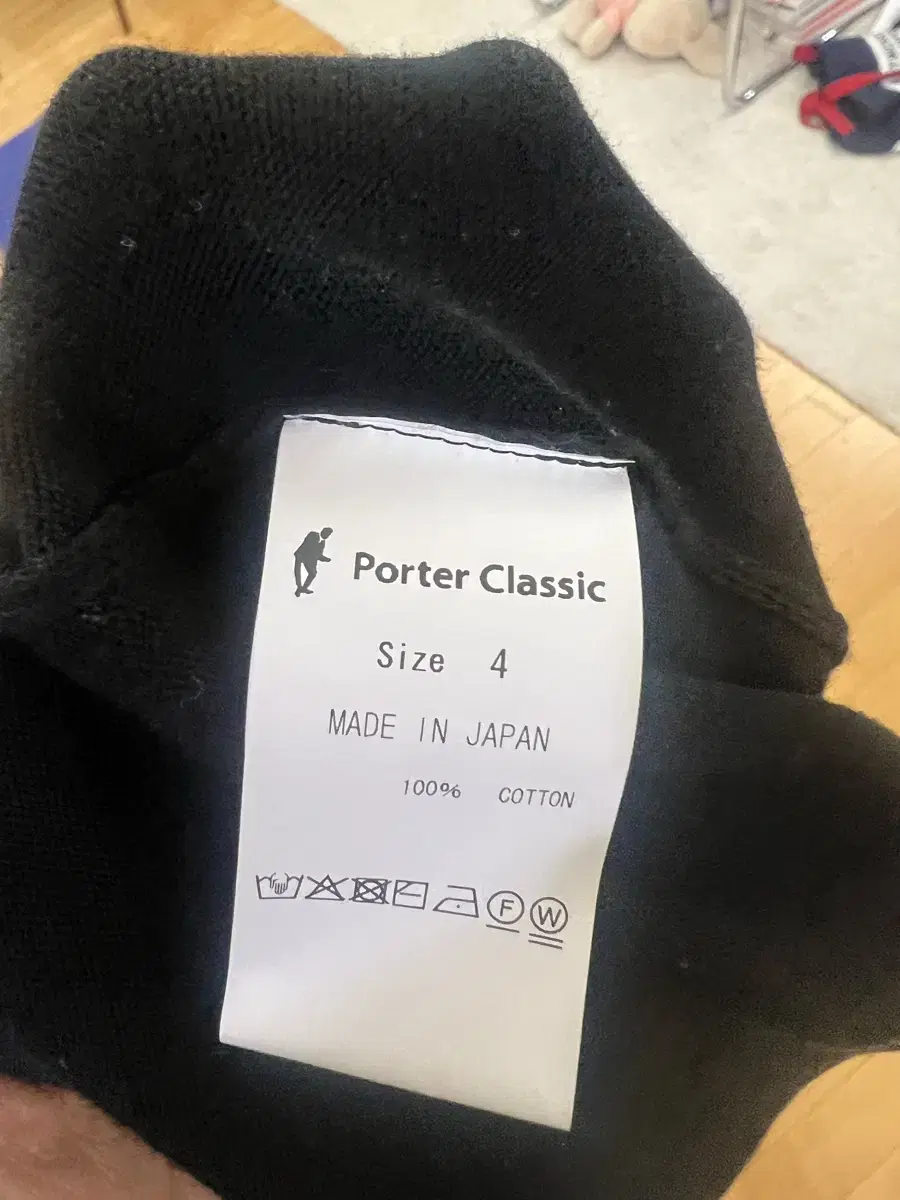 Porter Classic
Size 4
MADE IN JAPAN
100% COTTON
F W